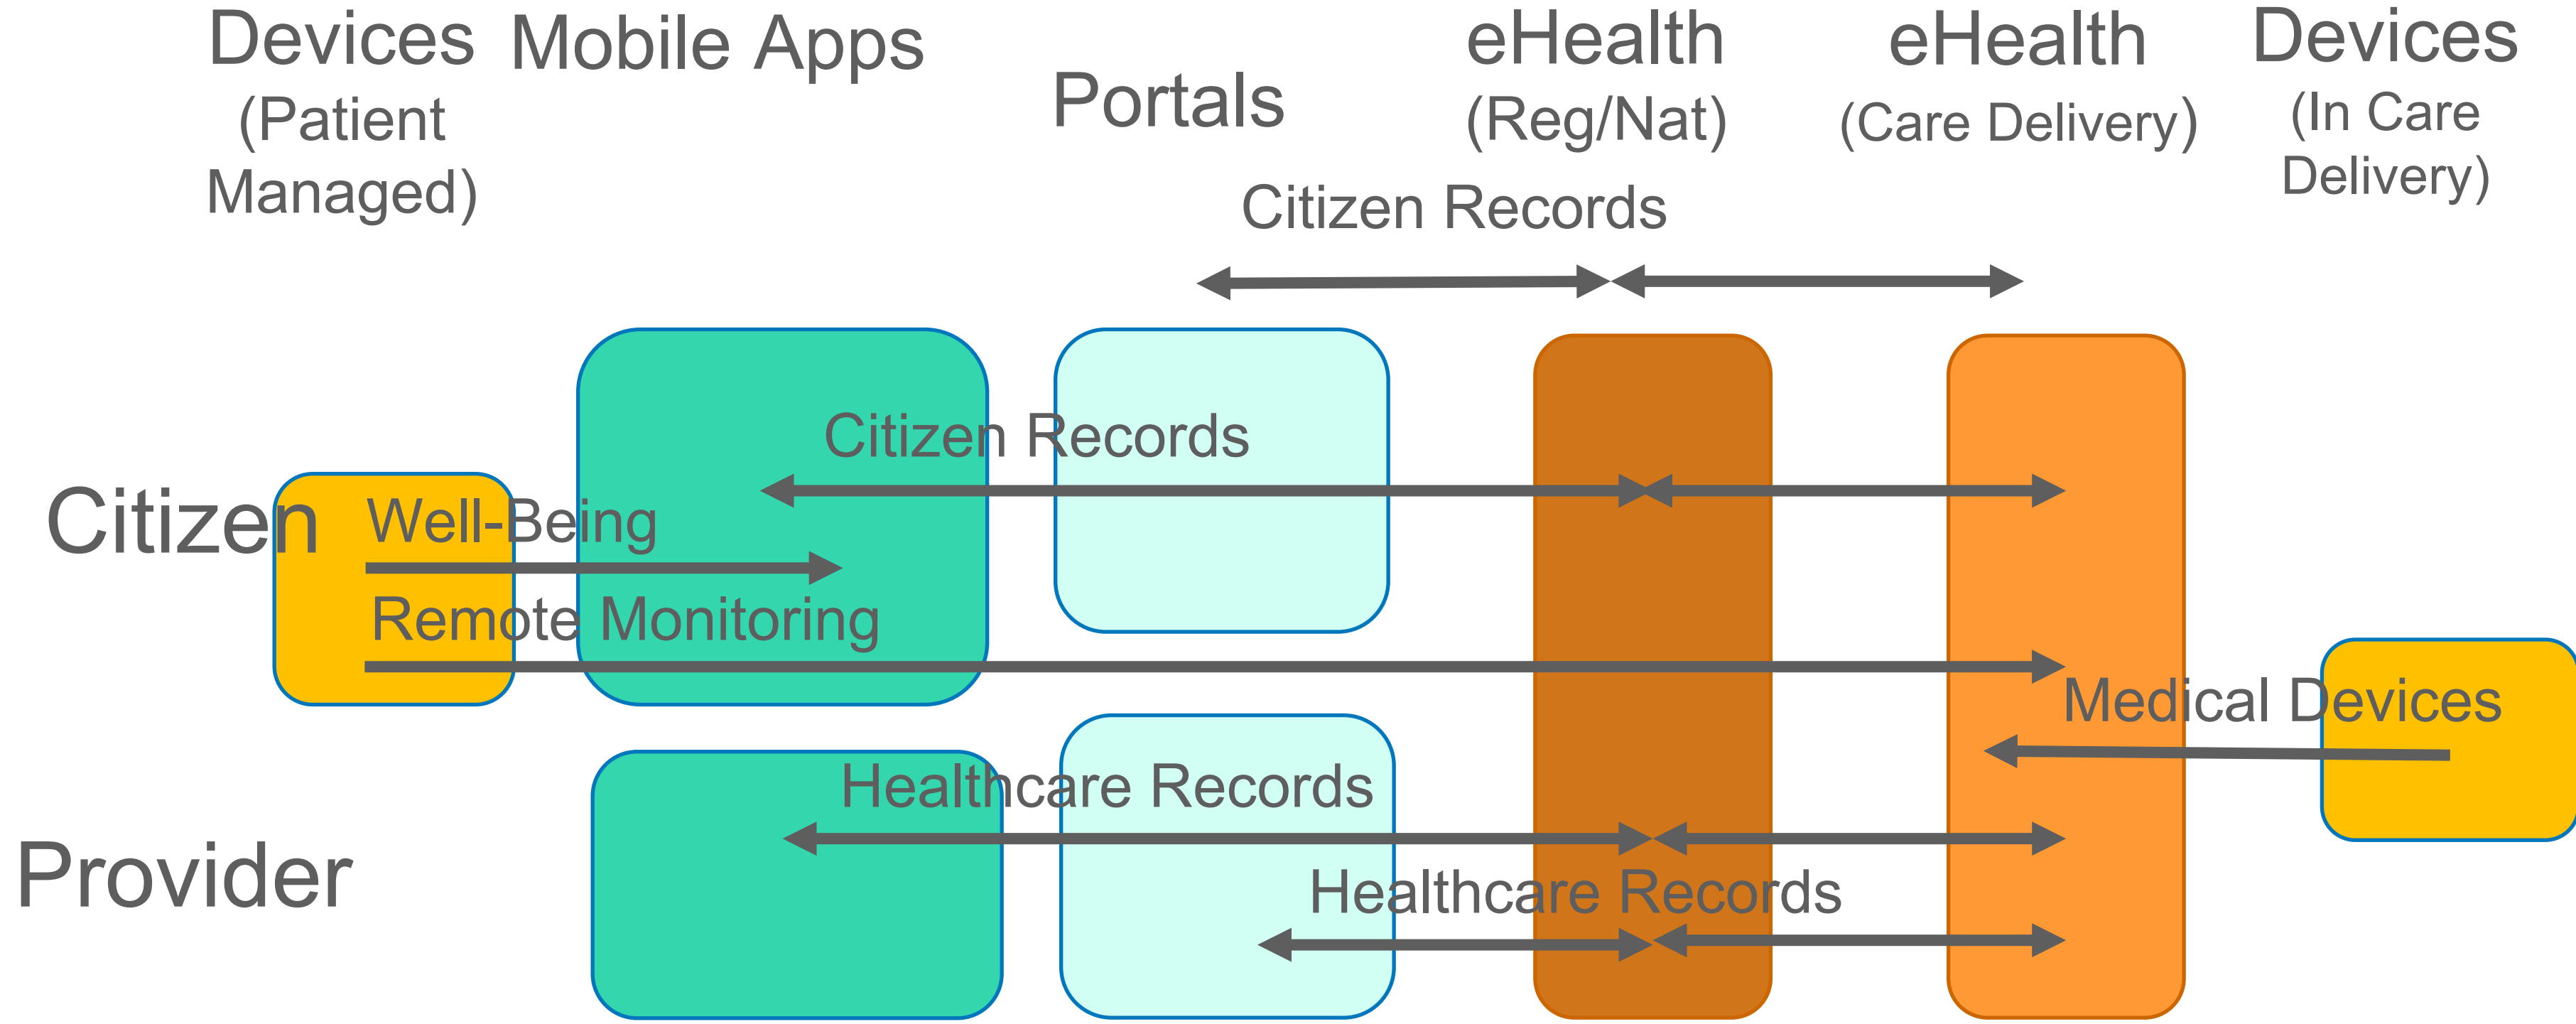 Devices
(Patient
Managed)
Mobile Apps
Portals
eHealth
(Reg/Nat)
eHealth
(Care Delivery)
Devices
(In Care
Delivery)
Citizen Records
Citizen Records
Citizen
Well-Being
Remote Monitoring
Medical Devices
Healthcare Records
Provider
Healthcare Records